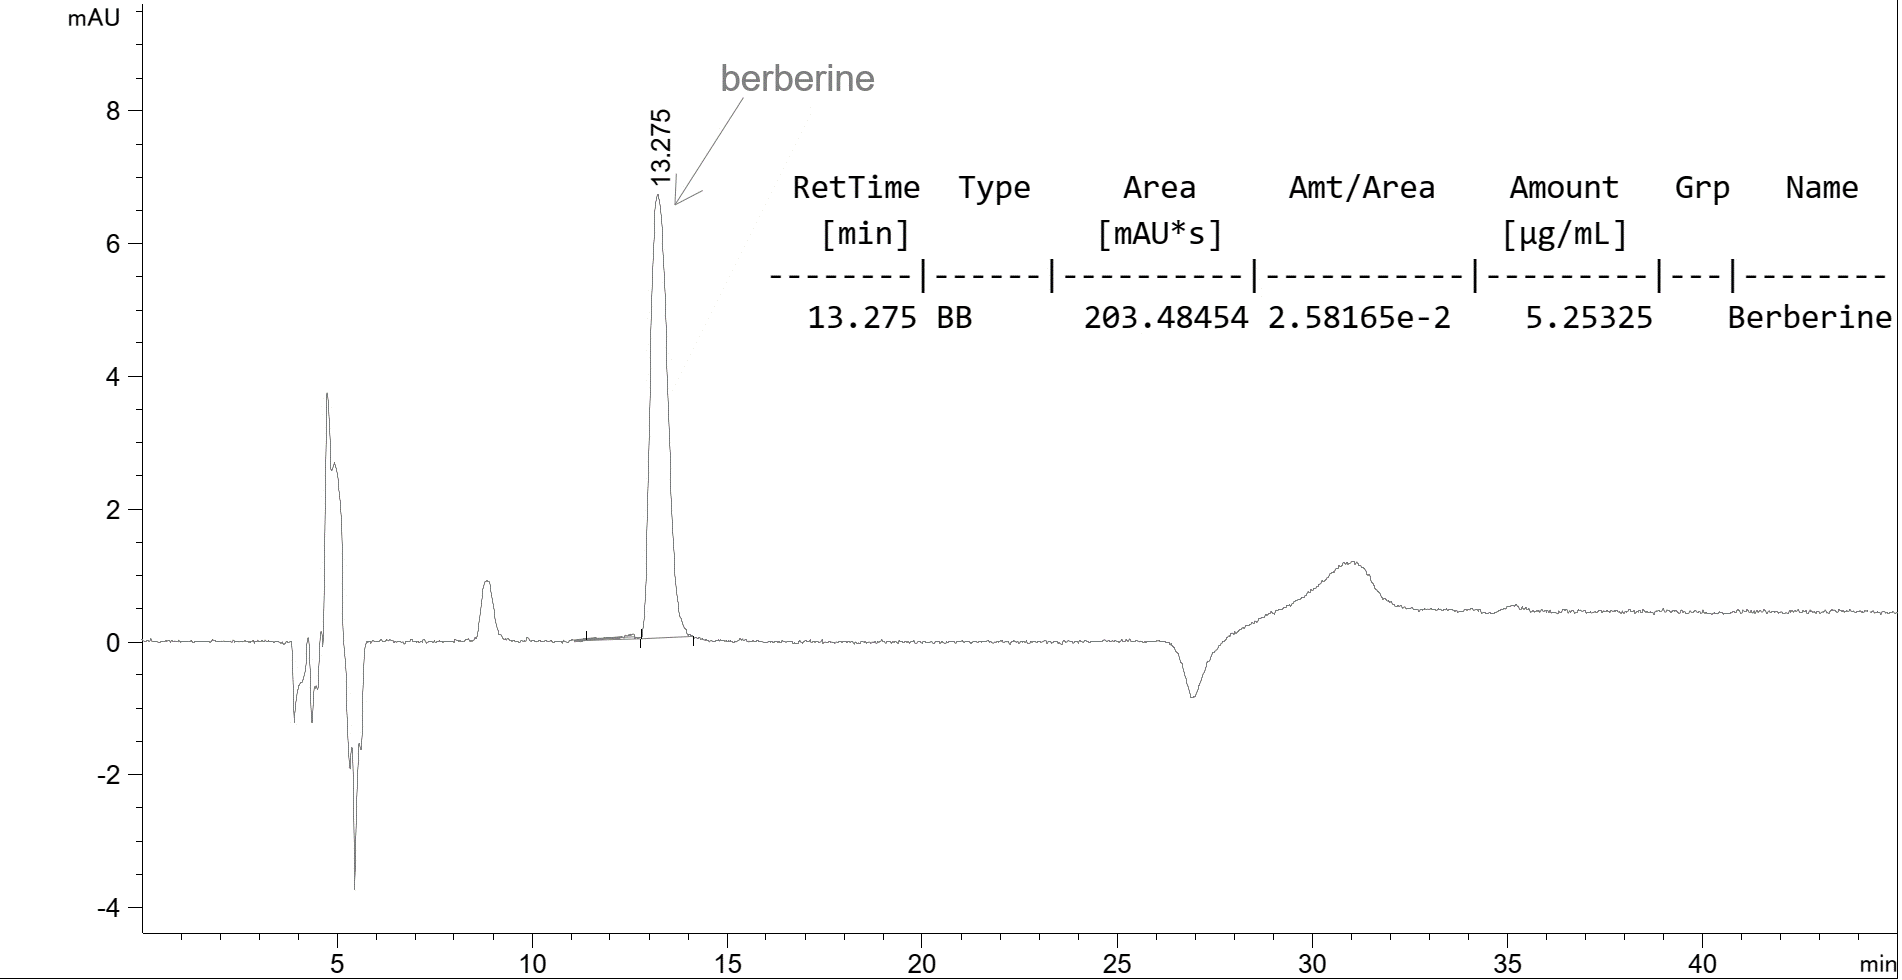 mAU
berberine
13.275
RetTime Type Area Amt/Area Amount Grp Name
[min] [mAU*s] [µg/mL]
--------|------|----------|-----------|---------|---|--------
13.275 BB 203.48454 2.58165e-2 5.25325 Berberine
8
6
4
2
0
-2
-4
5 10 15 20 25 30 35 40 min